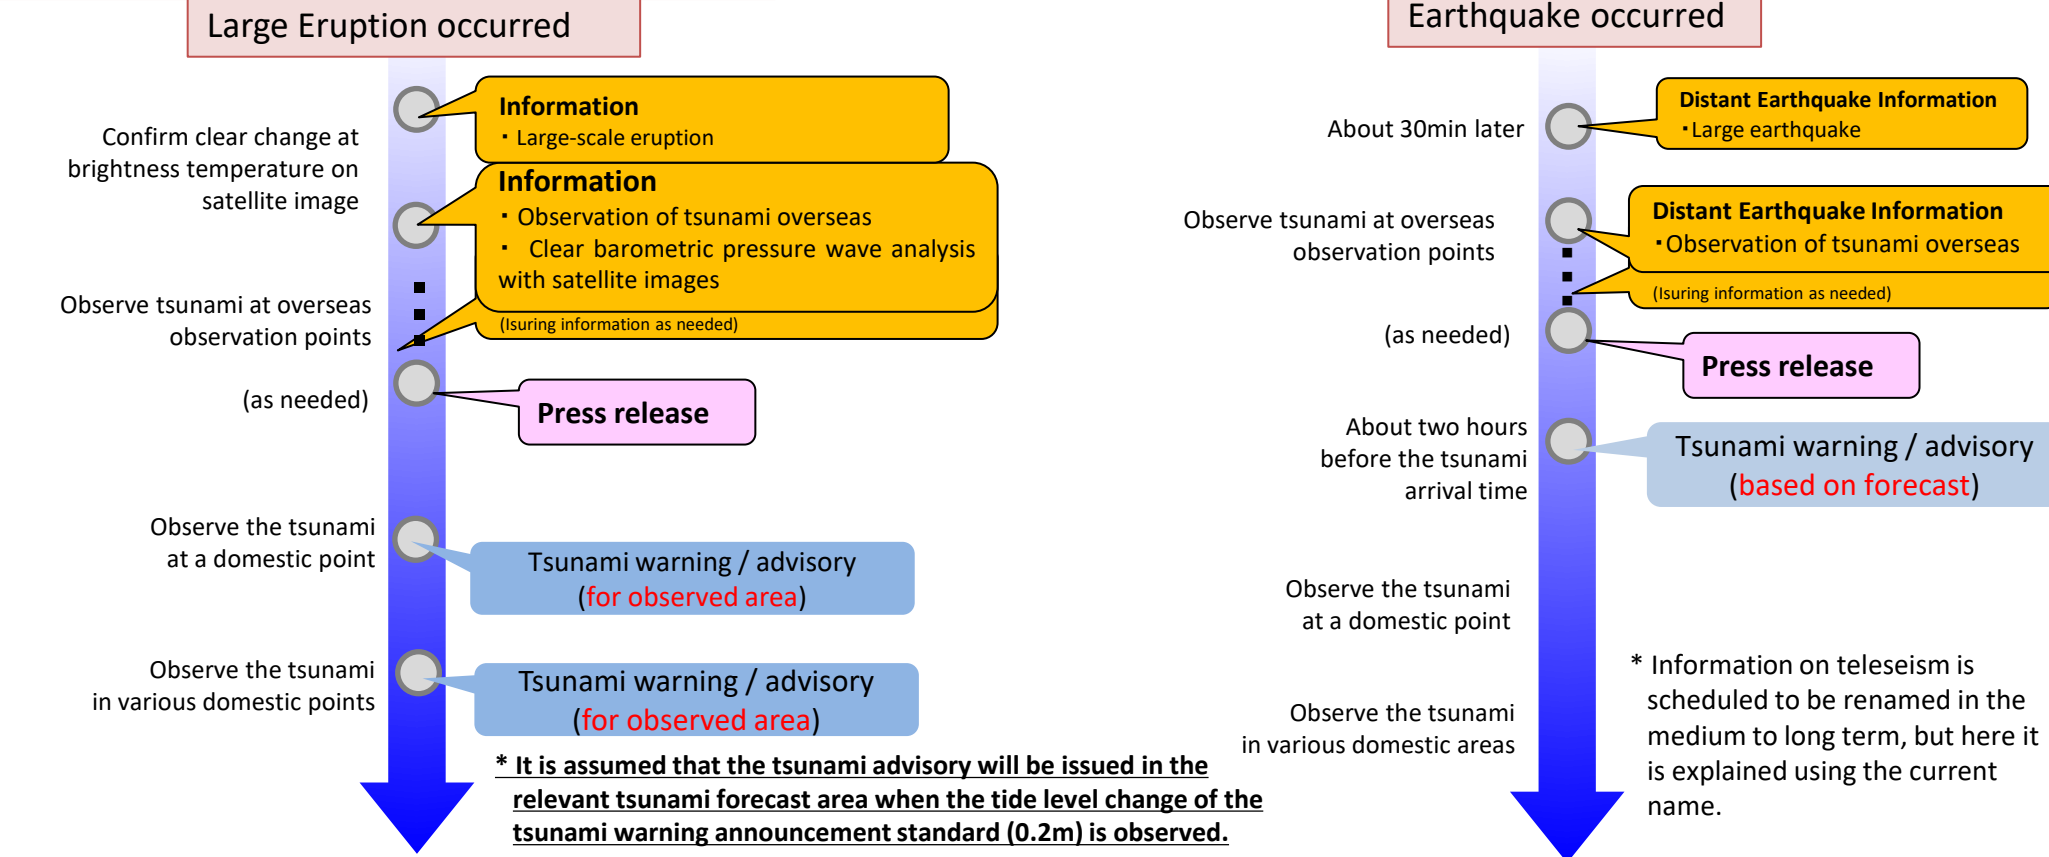 Large Eruption occurred
Confirm clear change at
brightness temperature on
satellite image
Information
・Large-scale eruption
Information
・Observation of tsunami overseas
・ Clear barometric pressure wave analysis
with satellite images
(Isuring information as needed)
Observe tsunami at overseas
observation points
(as needed)
Press release
Observe the tsunami
at a domestic point
Tsunami warning / advisory
(for observed area)
Observe the tsunami
in various domestic points
Tsunami warning / advisory
(for observed area)
* It is assumed that the tsunami advisory will be issued in the
relevant tsunami forecast area when the tide level change of the
tsunami warning announcement standard (0.2m) is observed.
Earthquake occurred
About 30min later
Distant Earthquake Information
・Large earthquake
Observe tsunami at overseas
observation points
Distant Earthquake Information
・Observation of tsunami overseas
(Isuring information as needed)
(as needed)
Press release
About two hours
before the tsunami
arrival time
Tsunami warning / advisory
(based on forecast)
Observe the tsunami
at a domestic point
Observe the tsunami
in various domestic areas
* Information on teleseism is
scheduled to be renamed in the
medium to long term, but here it
is explained using the current
name.